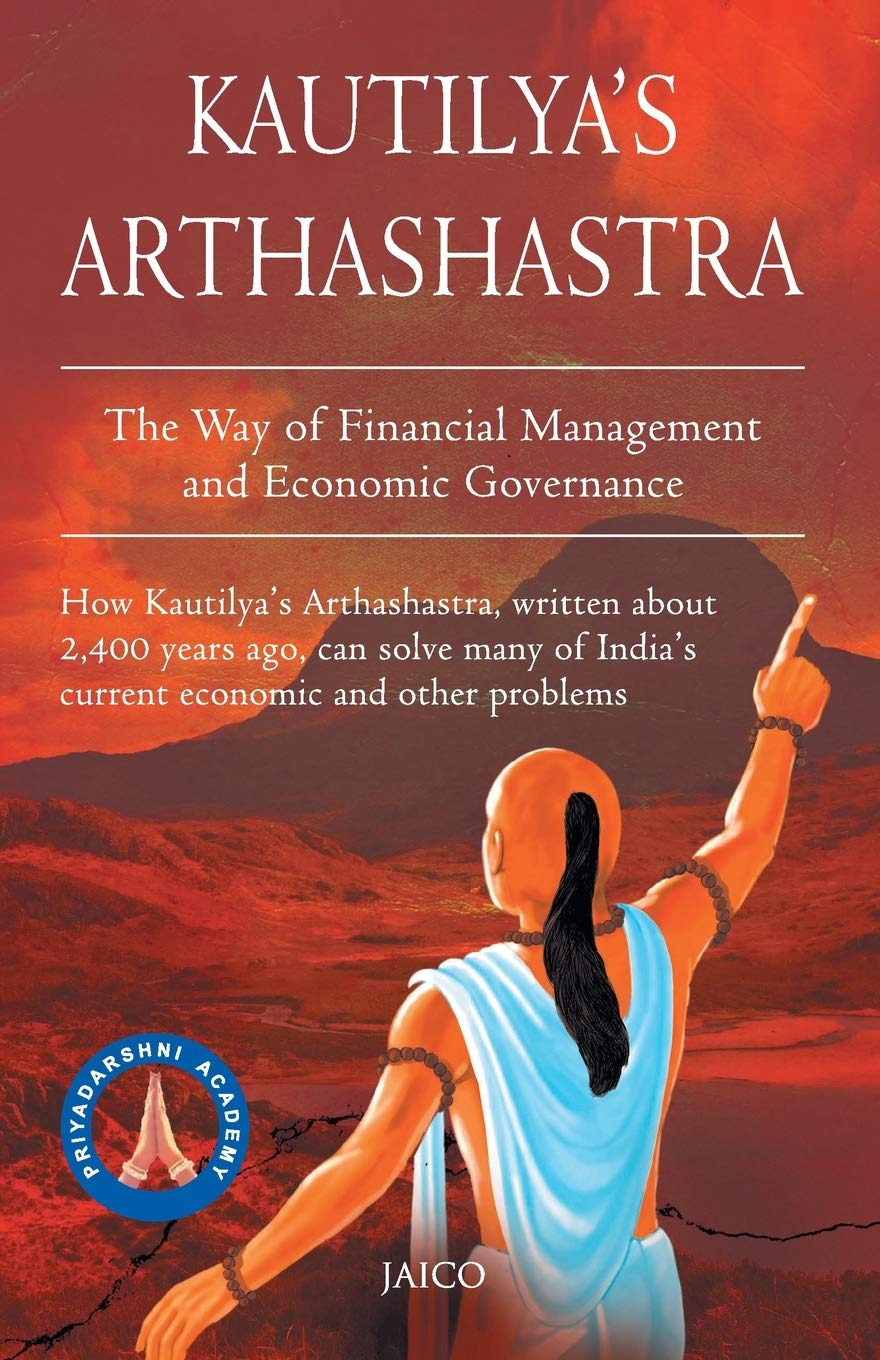 KAUTILYA'S
ARTHASHASTRA
The Way of Financial Management
and Economic Governance
How Kautilya's Arthashastra, written about
2,400 years ago, can solve many of India's
current economic and other problems
PRIYADARSHNI ACADEMY
JAICO